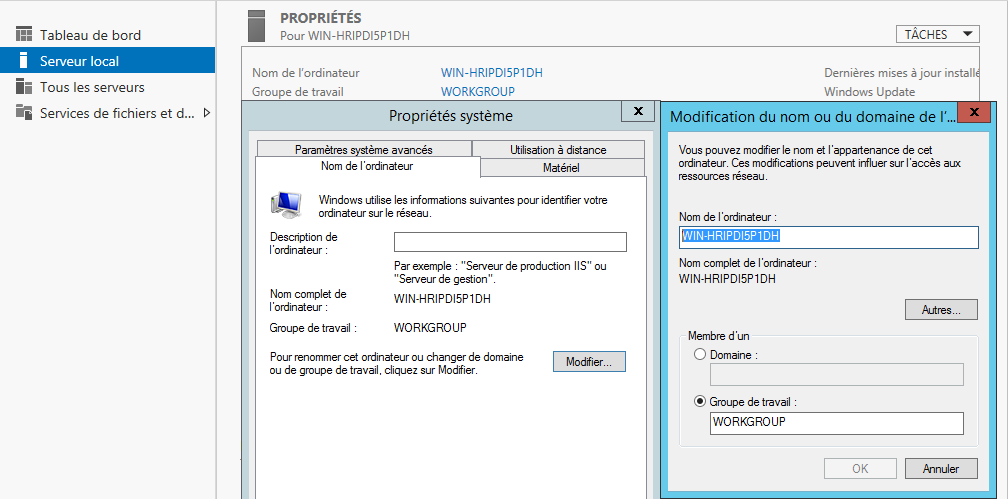 Tableau de bord
Serveur local
Tous les serveurs
Services de fichiers et d...
PROPRIÉTÉS
Pour WIN-HRIPDI5P1DH
TÂCHES
Nom de l'ordinateur
WIN-HRIPDI5P1DH
Dernières mises à jour installé
Groupe de travail
WORKGROUP
Windows Update
Propriétés système
x
Paramètres système avancés
Utilisation à distance
Nom de l'ordinateur
Matériel
Windows utilise les informations suivantes pour identifier votre
ordinateur sur le réseau.
Description de
l'ordinateur :
Par exemple : "Serveur de production IIS" ou
"Serveur de gestion".
Nom complet de
l'ordinateur :
WIN-HRIPDI5P1DH
Groupe de travail :
WORKGROUP
Pour renommer cet ordinateur ou changer de domaine
ou de groupe de travail, cliquez sur Modifier.
Modifier...
Modification du nom ou du domaine de l'...
x
Vous pouvez modifier le nom et l'appartenance de cet
ordinateur. Ces modifications peuvent influer sur l'accès aux
ressources réseau.
Nom de l'ordinateur :
WIN-HRIPDI5P1DH
Nom complet de l'ordinateur :
WIN-HRIPDI5P1DH
Autres...
Membre d'un
Domaine :
Groupe de travail :
WORKGROUP
OK
Annuler